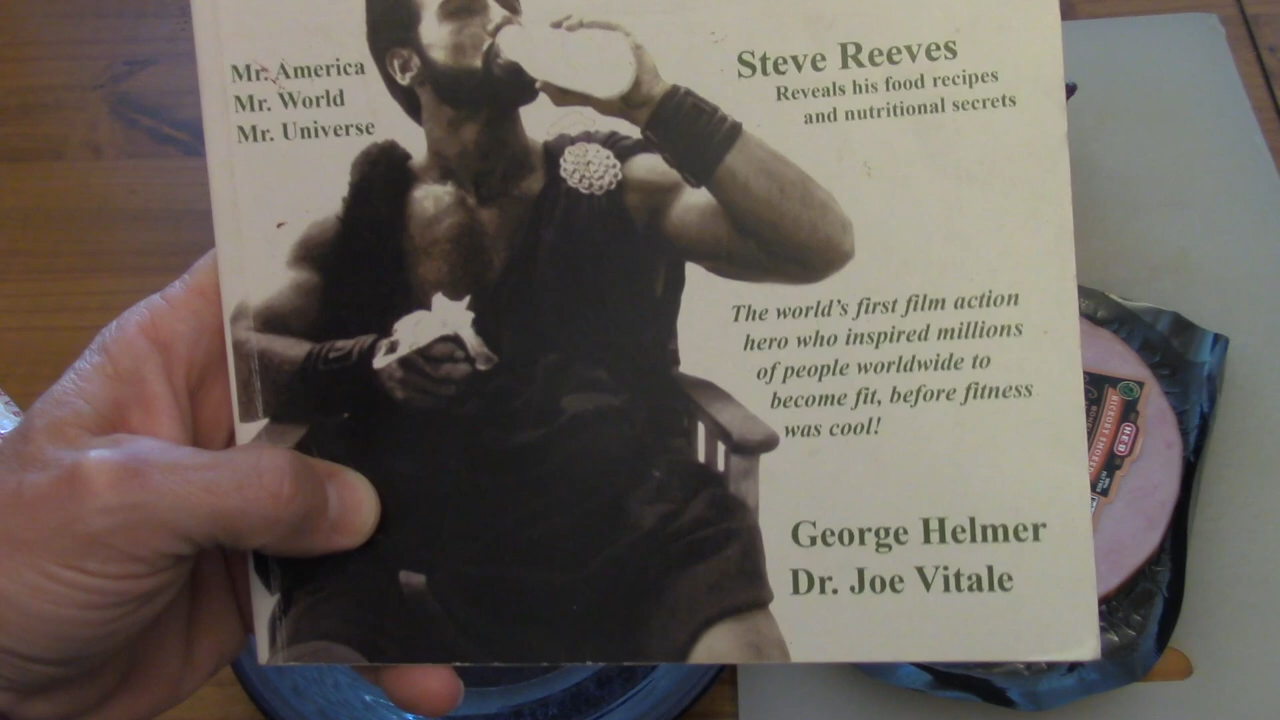 Mr. America
Mr. World
Mr. Universe
Steve Reeves
Reveals his food recipes
and nutritional secrets
The world's first film action
hero who inspired millions
of people worldwide to
become fit, before fitness
was cool!
George Helmer
Dr. Joe Vitale
HICKORY SMOKED
H-E-B